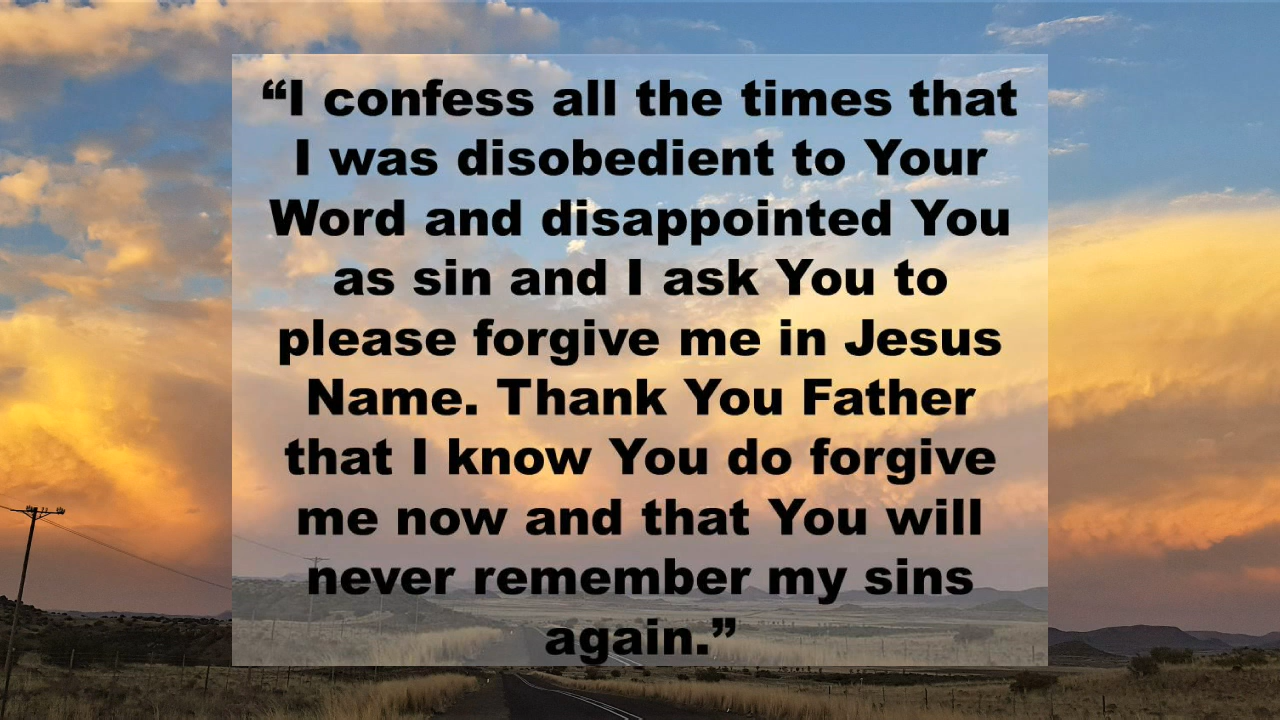 “I confess all the times that
I was disobedient to Your
Word and disappointed You
as sin and I ask You to
please forgive me in Jesus
Name. Thank You Father
that I know You do forgive
me now and that You will
never remember my sins
again.”